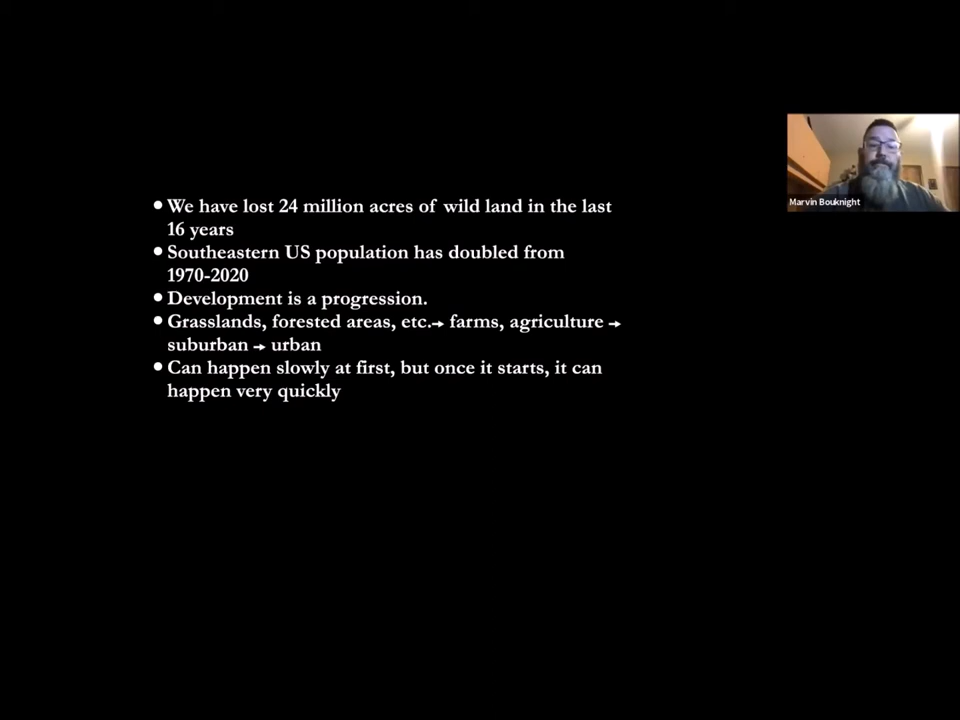 • We have lost 24 million acres of wild land in the last
16 years
• Southeastern US population has doubled from
1970-2020
• Development is a progression.
• Grasslands, forested areas, etc.→ farms, agriculture →
suburban → urban
• Can happen slowly at first, but once it starts, it can
happen very quickly
Marvin Bouknight